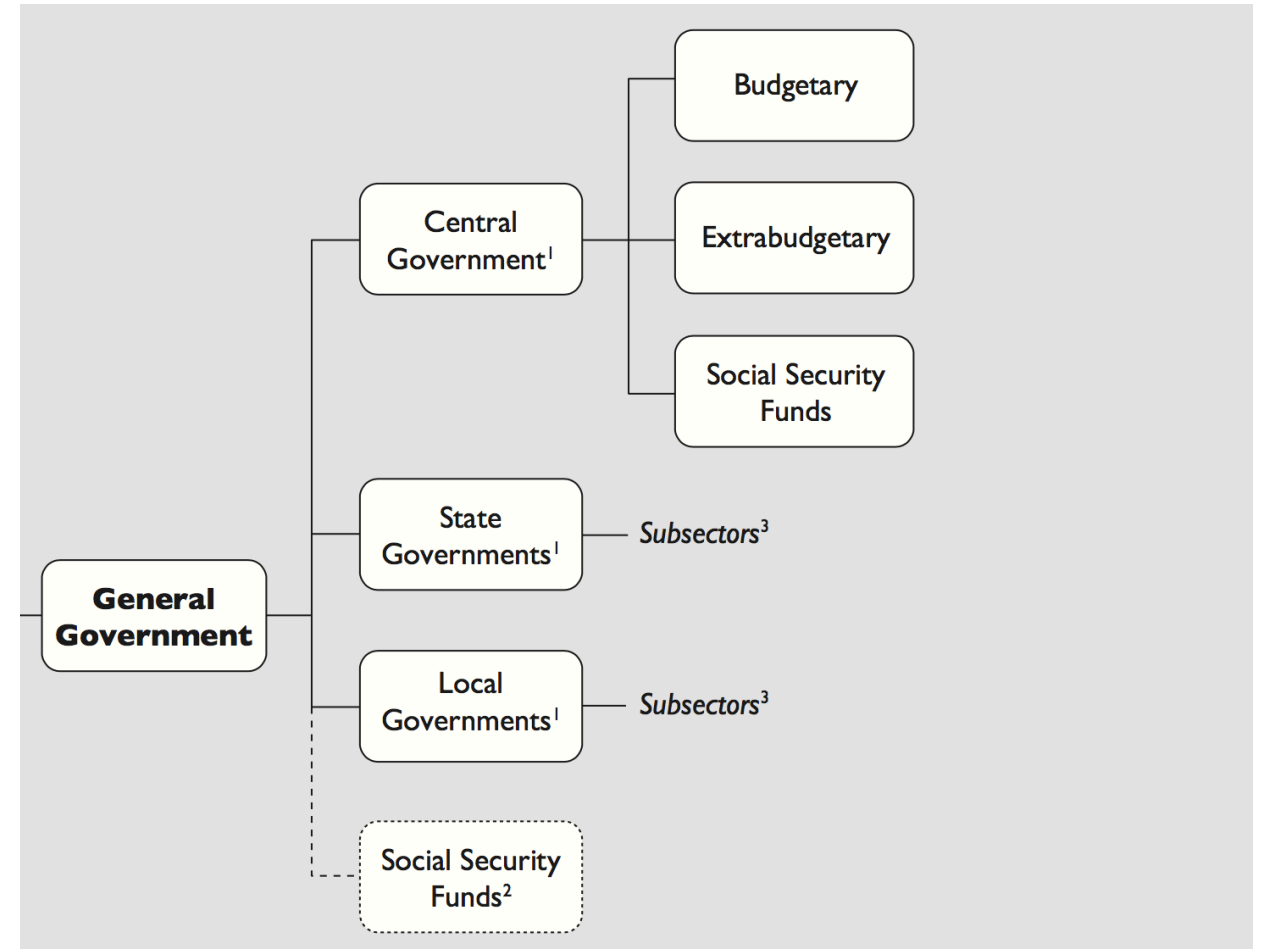 Budgetary
Central
Government¹
Extrabudgetary
Social Security
Funds
State
Governments¹
Subsectors³
General
Government
Local
Governments¹
Subsectors³
Social Security
Funds²